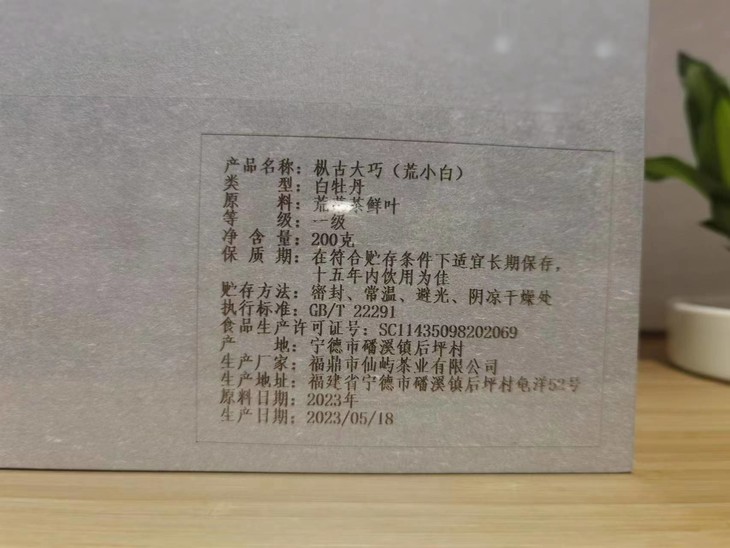 产品名称：枞古大巧（荒小白）
类 型：白牡丹
原 料：荒 茶鲜叶
等 级：一级
净 含 量：200克
保 质 期：在符合贮存条件下适宜长期保存，
十五年内饮用为佳
贮存方法：密封、常温、避光、阴凉干燥处
执行标准：GB/T 22291
食品生产许可证号：SC11435098202069
产 地：宁德市磻溪镇后坪村
生产厂家：福鼎市仙屿茶业有限公司
生产地址：福建省宁德市磻溪镇后坪村龟洋52号
原料日期：2023年
生产日期：2023/05/18